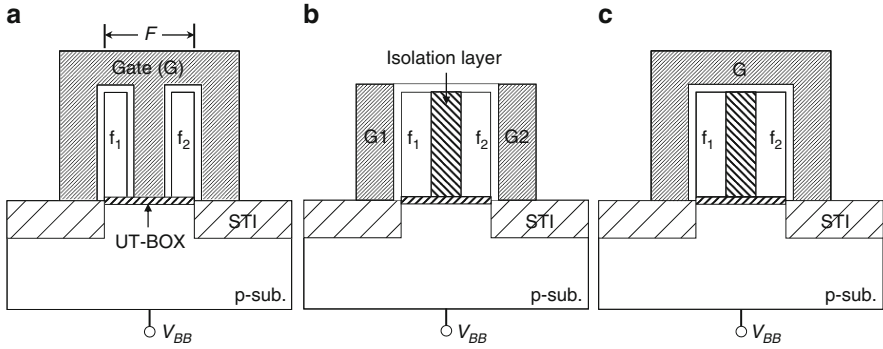 a
F
Gate (G)
f1
f2
UT-BOX
STI
p-sub.
VBB
b
Isolation layer
G1
f1
f2
G2
STI
p-sub.
VBB
c
G
f1
f2
STI
p-sub.
VBB